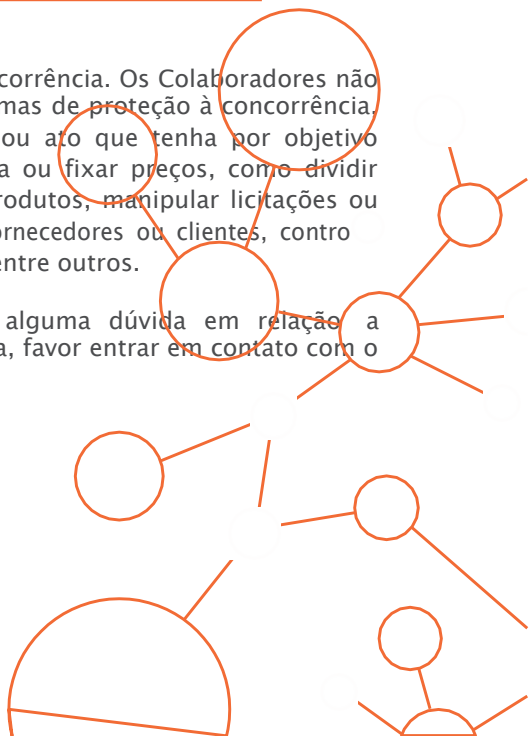 corrência. Os Colaboradores não
mas de proteção à concorrência.
ou ato que tenha por objetivo
a ou fixar preços, como dividir
rodutos, manipular licitações ou
ornecedores ou clientes, contro
entre outros.
alguma dúvida em relação a
a, favor entrar em contato com o